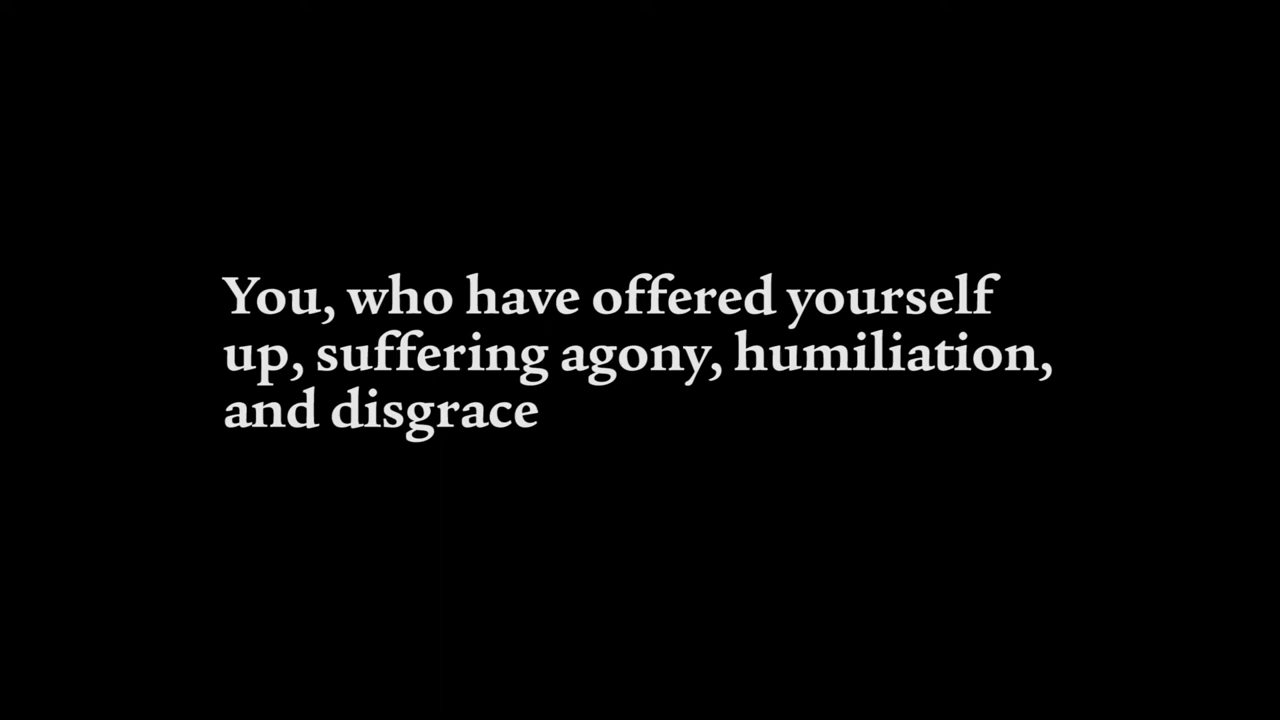 You, who have offered yourself
up, suffering agony, humiliation,
and disgrace